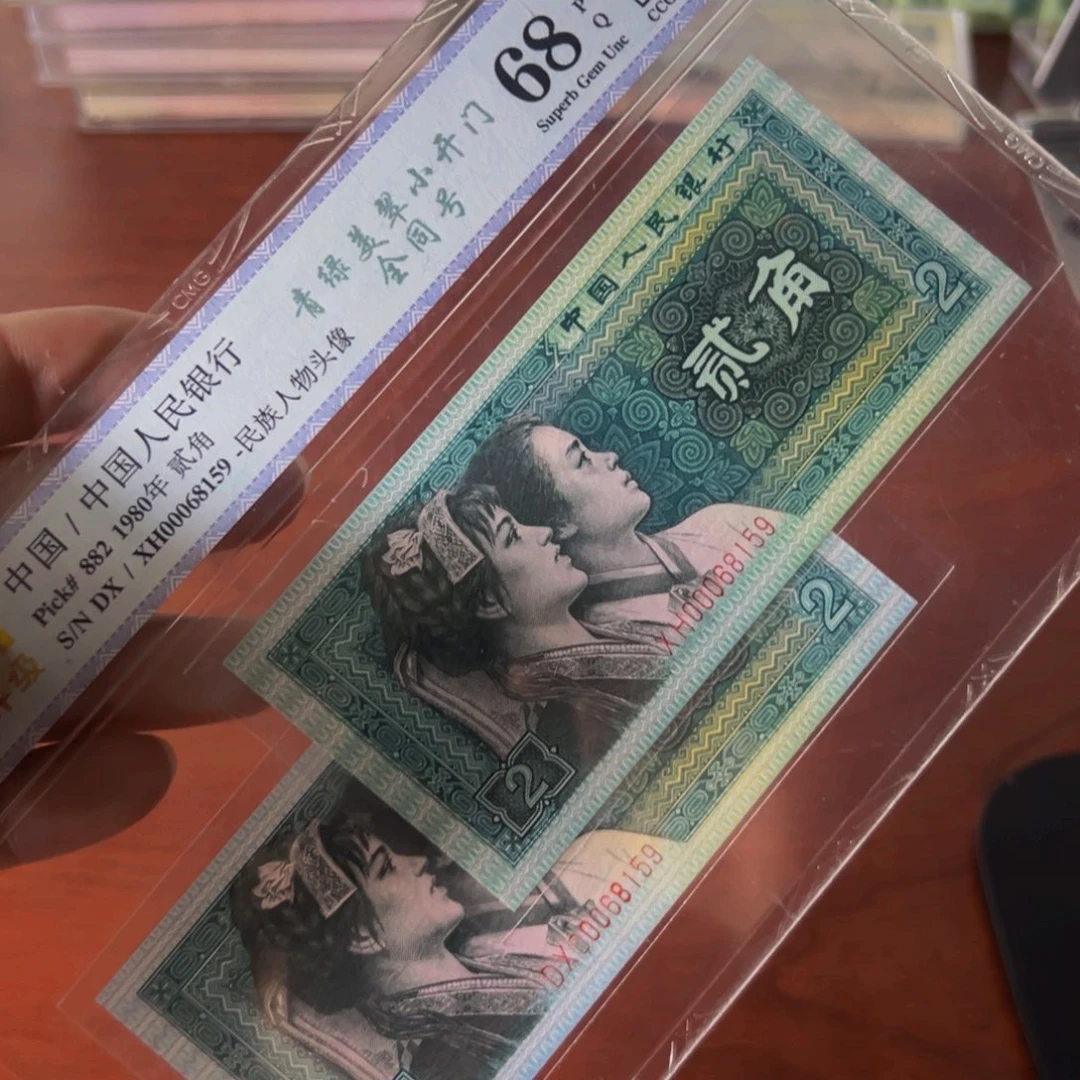 中国 / 中国人民银行
Pick# 882 1980年 贰角
S/N DX / XH00068159 -民族人物头像
青绿美翠小开门
全同号
68
Superb Gem Unc
P
Q
CMG
CMG
中国人民银行
贰角
2
XH00068159
2
2
DX00068159